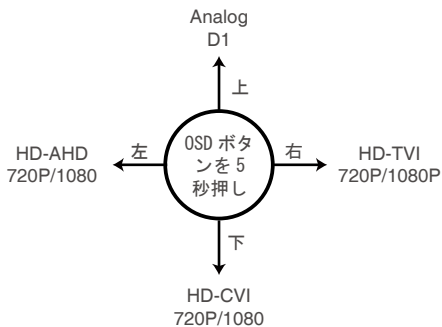 Analog
D1
上
OSD ボタ
ンを 5
秒押し
左
HD-AHD
720P/1080
右
HD-TVI
720P/1080P
下
HD-CVI
720P/1080